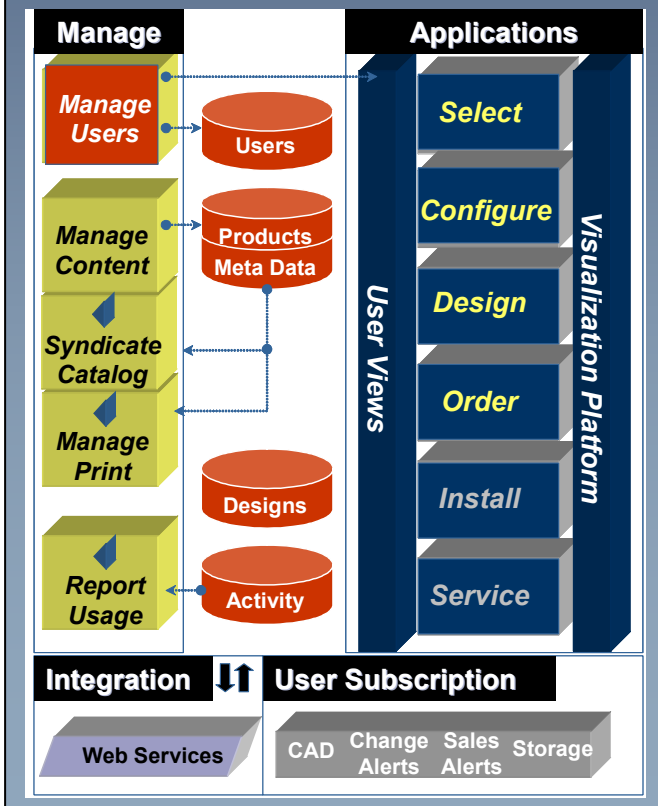 Manage
Applications
Manage
Users
Users
Manage
Content
Products
Meta Data
Syndicate
Catalog
Manage
Print
Designs
Report
Usage
Activity
User Views
Select
Configure
Design
Order
Install
Service
Visualization Platform
Integration
User Subscription
Web Services
CAD
Change
Alerts
Sales
Alerts
Storage